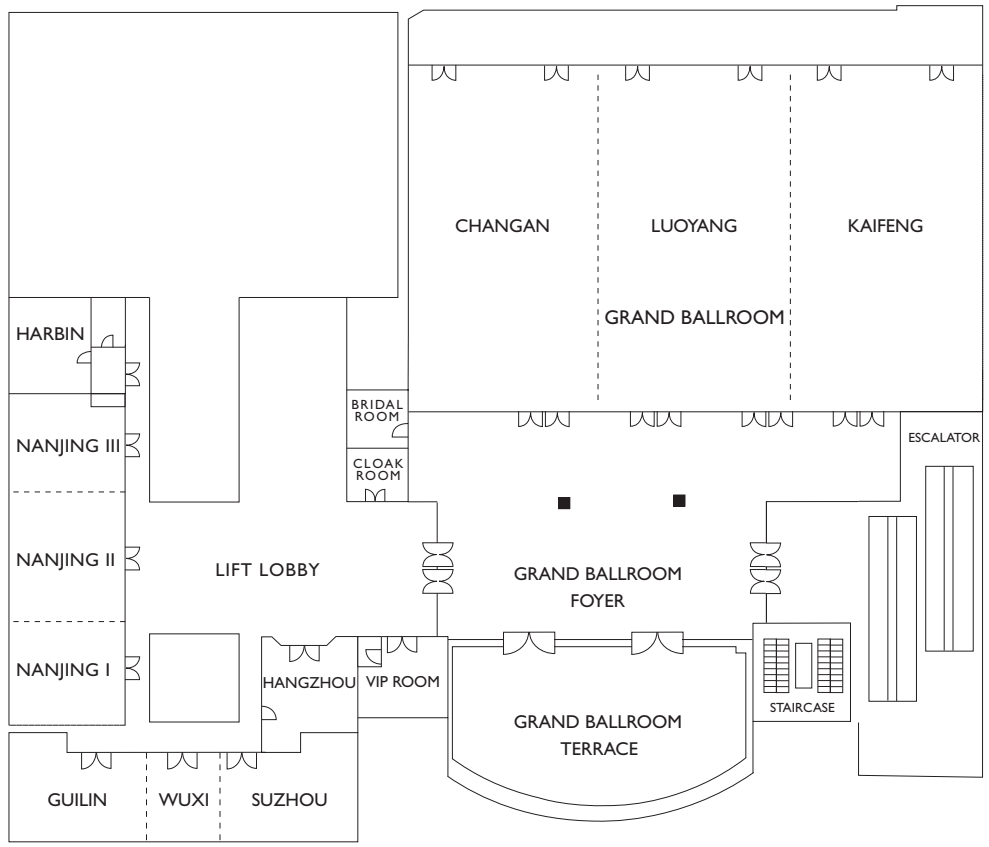 CHANGAN
LUOYANG
KAIFENG
GRAND BALLROOM
HARBIN
BRIDAL
ROOM
ESCALATOR
NANJING III
CLOAK
ROOM
NANJING II
LIFT LOBBY
GRAND BALLROOM
FOYER
NANJING I
HANGZHOU
VIP ROOM
GRAND BALLROOM
TERRACE
STAIRCASE
GUILIN
WUXI
SUZHOU